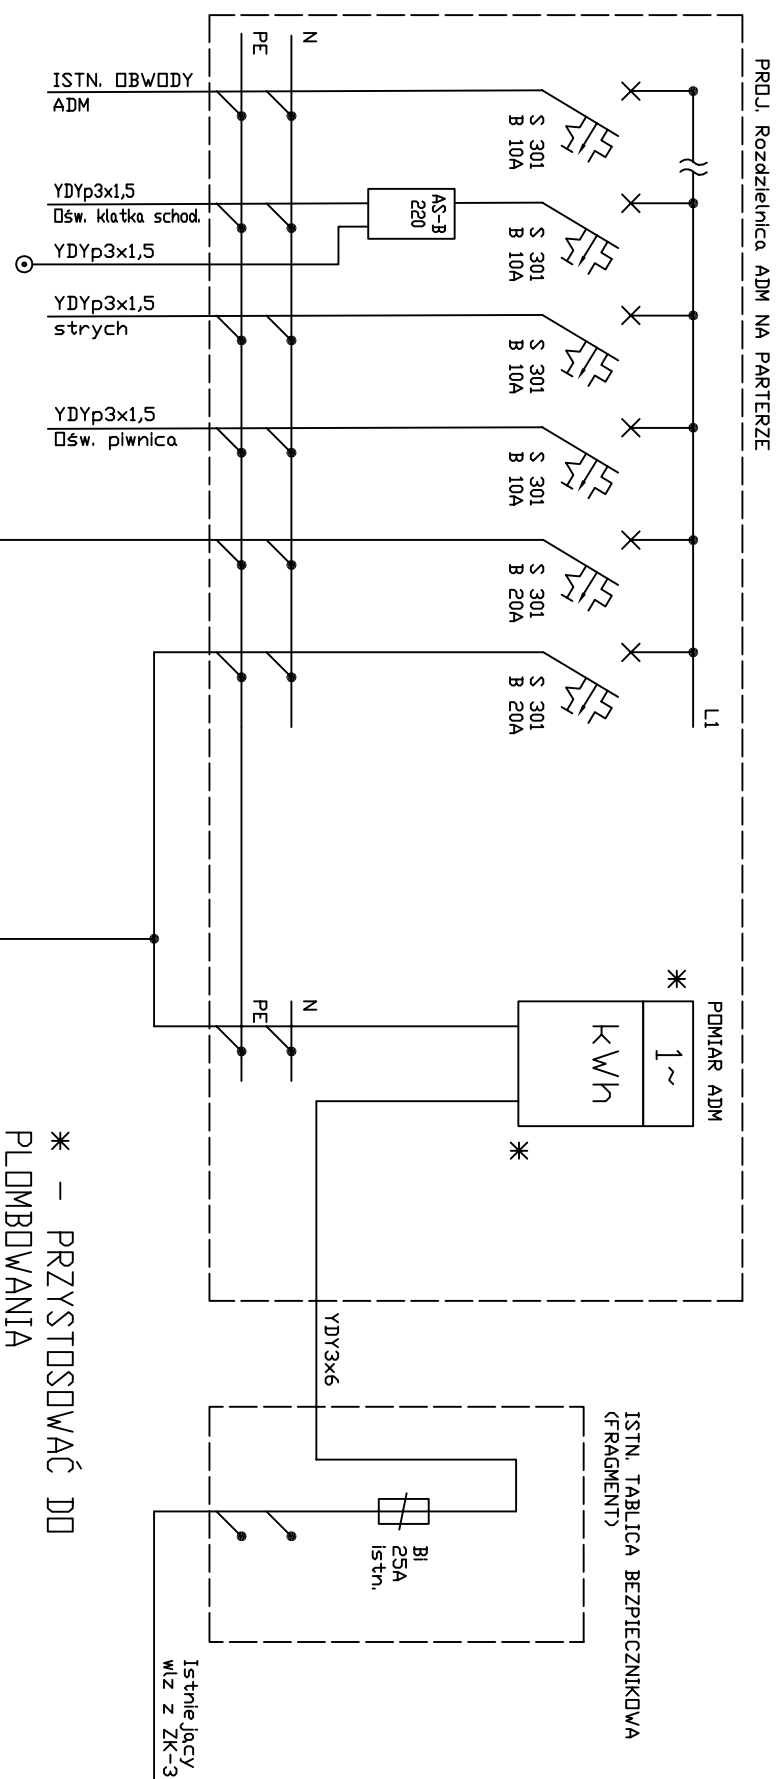 PROJ. Rozdzielnica ADM NA PARTERZE
PE
N
ISTN. OBWODY
ADM
S 301
B 10A
YDYp3x1,5
Ośw. klatka schod.
YDYp3x1,5
AS-B
220
S 301
B 10A
YDYp3x1,5
strych
S 301
B 10A
YDYp3x1,5
Ośw. piwnica
S 301
B 10A
S 301
B 20A
S 301
B 20A
L1
PE
N
*
POMIAR ADM
1~
kWh
*
* - PRZYSTOSOWAĆ DO
PLOMBOWANIA
YDY3x6
ISTN. TABLICA BEZPIECZNIKOWA
(FRAGMENT)
Bi
25A
istn.
Istniejący
wlz z ZK-3